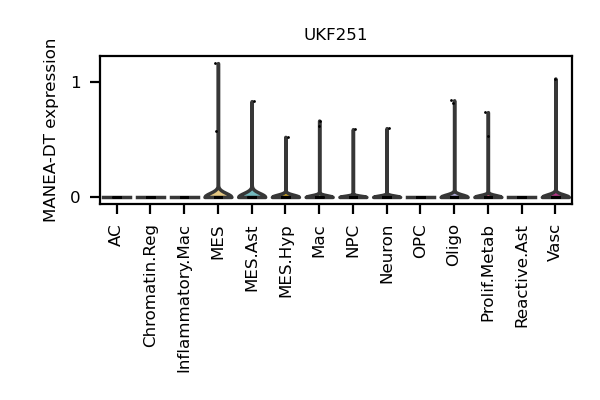 UKF251
MANEA-DT expression
1
0
AC
Chromatin.Reg
Inflammatory.Mac
MES
MES.Ast
MES.Hyp
Mac
NPC
Neuron
OPC
Oligo
Prolif.Metab
Reactive.Ast
Vasc